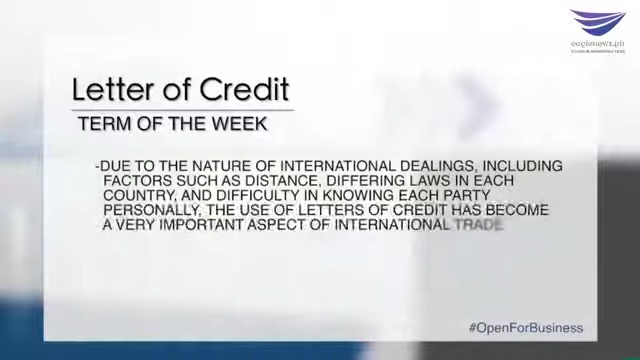 eaglenews.ph
Letter of Credit
TERM OF THE WEEK
-DUE TO THE NATURE OF INTERNATIONAL DEALINGS, INCLUDING
FACTORS SUCH AS DISTANCE, DIFFERING LAWS IN EACH
COUNTRY, AND DIFFICULTY IN KNOWING EACH PARTY
PERSONALLY, THE USE OF LETTERS OF CREDIT HAS BECOME
A VERY IMPORTANT ASPECT OF INTERNATIONAL TRADE
#OpenForBusiness